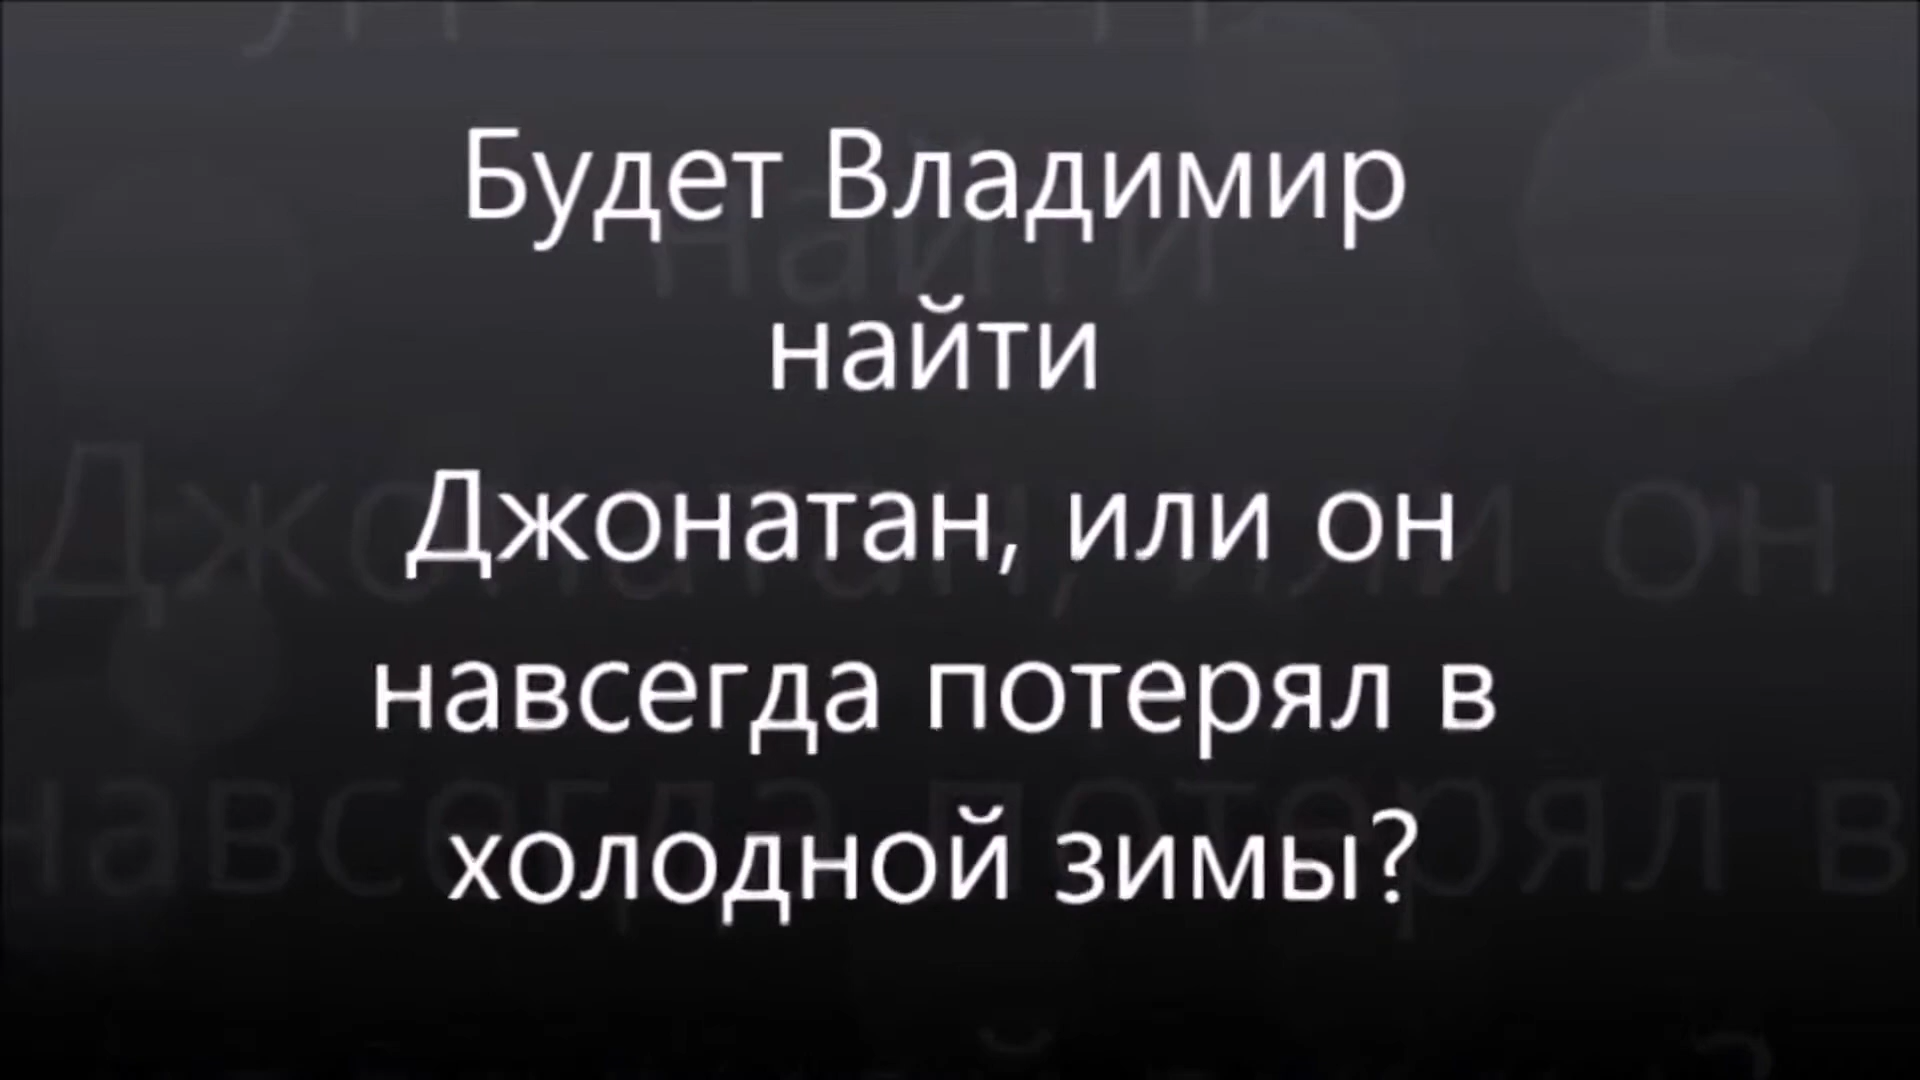 Будет Владимир
найти
Джонатан, или он
навсегда потерял в
холодной зимы?